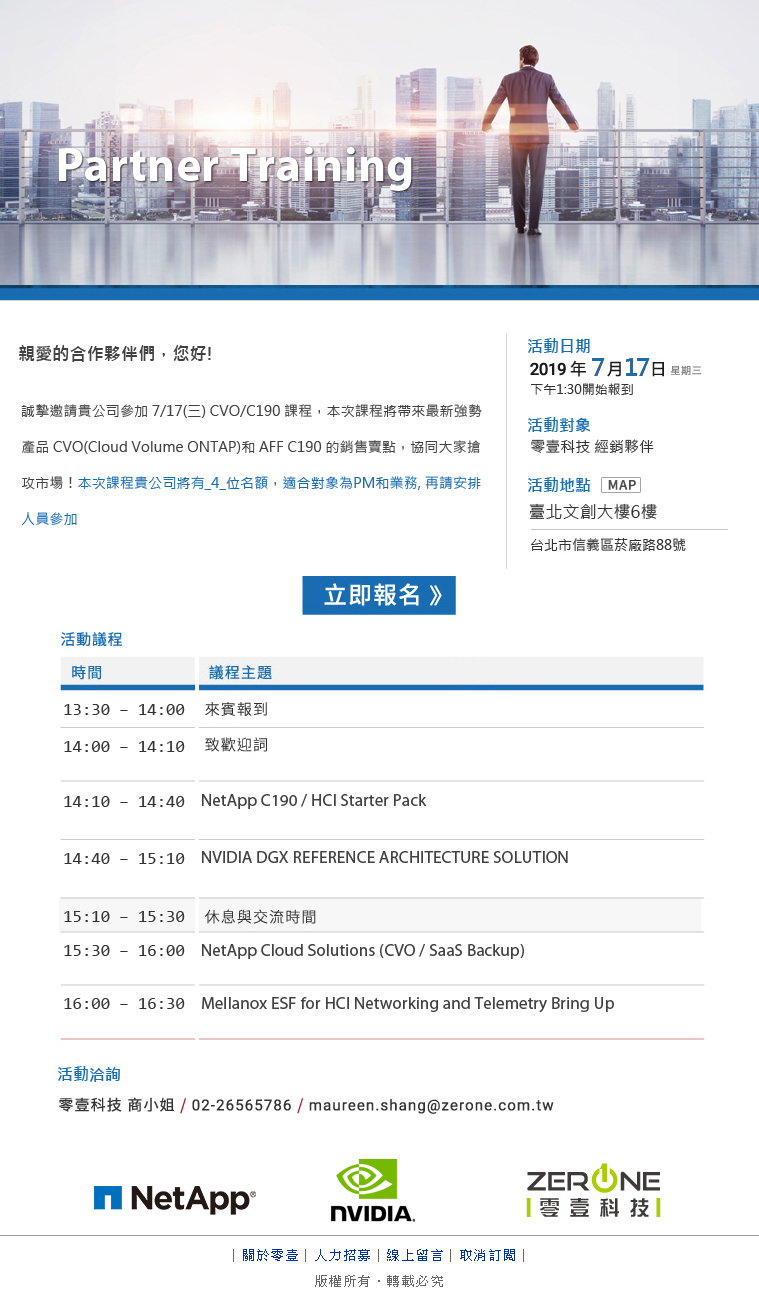 Partner Training
親愛的合作夥伴們，您好!
誠摯邀請貴公司參加 7/17(三) CVO/C190 課程，本次課程將帶來最新強勢
產品 CVO(Cloud Volume ONTAP)和 AFF C190 的銷售賣點，協同大家搶
攻市場！本次課程貴公司將有_4_位名額，適合對象為PM和業務, 再請安排
人員參加
活動日期
2019 年 7月17日 星期三
下午1:30開始報到
活動對象
零壹科技 經銷夥伴
活動地點 MAP
臺北文創大樓6樓
台北市信義區菸廠路88號
立即報名 》
活動議程
時間 議程主題
13:30 – 14:00 來賓報到
14:00 – 14:10 致歡迎詞
14:10 – 14:40 NetApp C190 / HCI Starter Pack
14:40 – 15:10 NVIDIA DGX REFERENCE ARCHITECTURE SOLUTION
15:10 – 15:30 休息與交流時間
15:30 – 16:00 NetApp Cloud Solutions (CVO / SaaS Backup)
16:00 – 16:30 Mellanox ESF for HCI Networking and Telemetry Bring Up
活動洽詢
零壹科技 商小姐 / 02-26565786 / maureen.shang@zerone.com.tw
NetApp®
NVIDIA.
ZERONE
零壹科技
| 關於零壹 | 人力招募 | 線上留言 | 取消訂閱 |
版權所有‧轉載必究